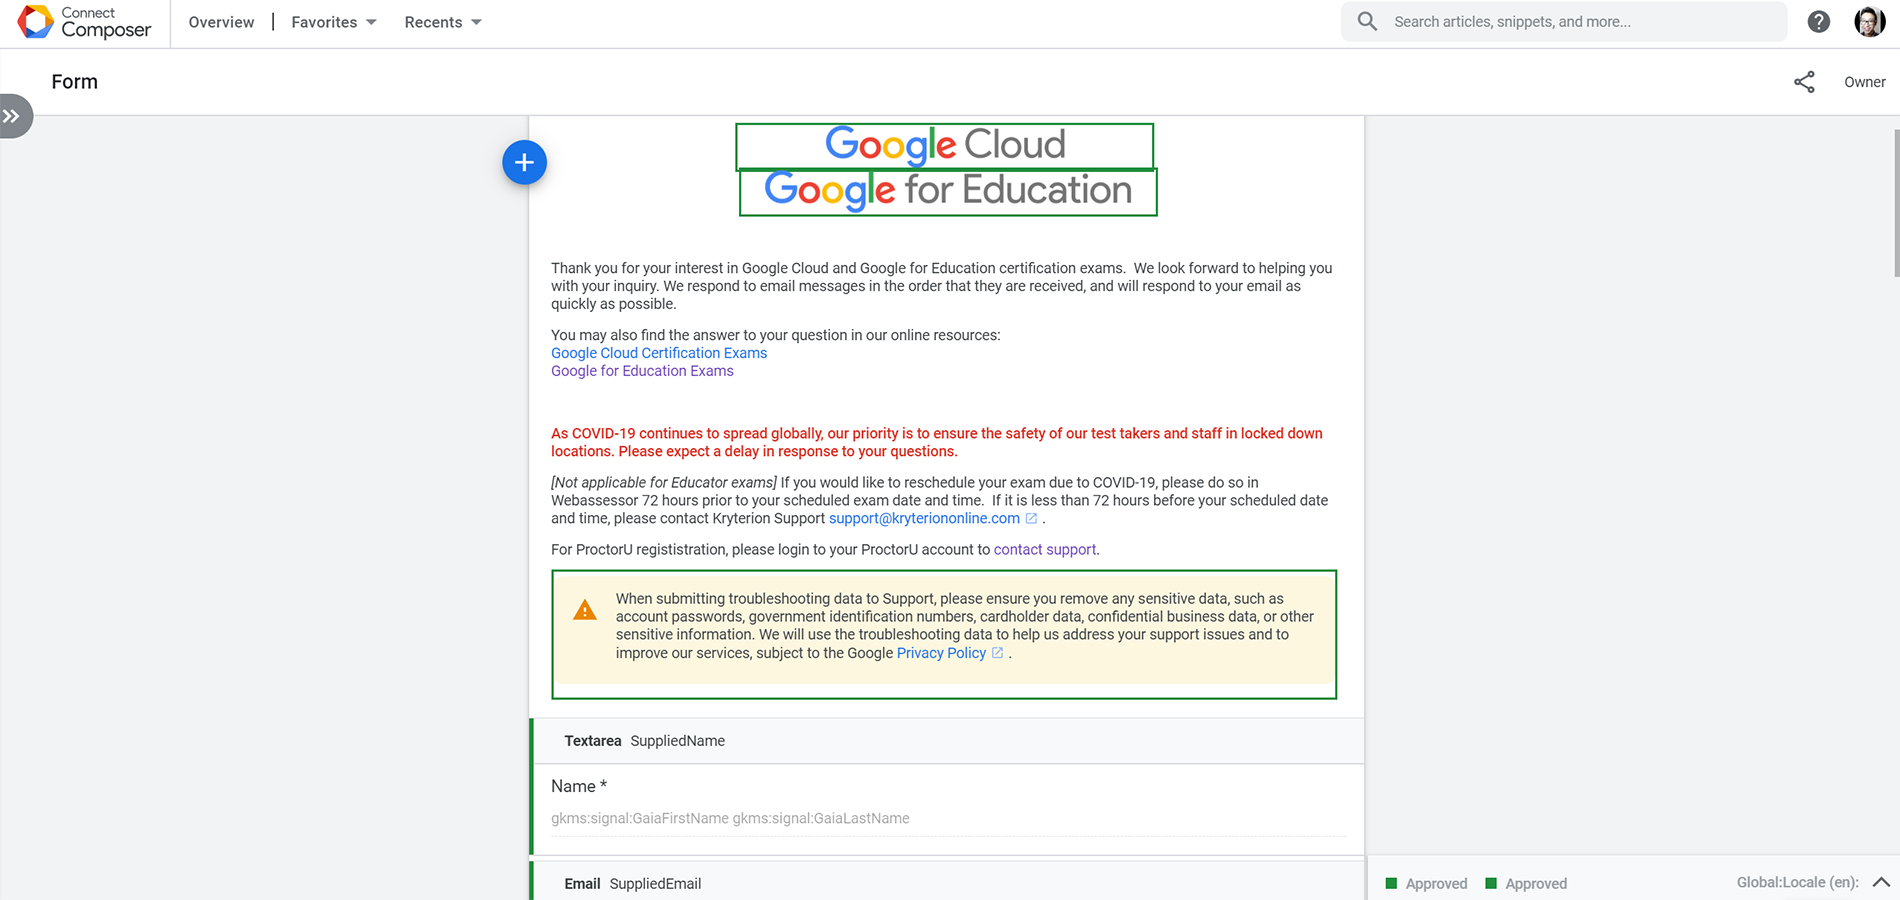 Connect
Composer
Overview
Favorites
Recents
Search articles, snippets, and more...
Form
Owner
Google Cloud
Google for Education
Thank you for your interest in Google Cloud and Google for Education certification exams.  We look forward to helping you
with your inquiry. We respond to email messages in the order that they are received, and will respond to your email as
quickly as possible.
You may also find the answer to your question in our online resources:
Google Cloud Certification Exams
Google for Education Exams
As COVID-19 continues to spread globally, our priority is to ensure the safety of our test takers and staff in locked down
locations. Please expect a delay in response to your questions.
[Not applicable for Educator exams] If you would like to reschedule your exam due to COVID-19, please do so in
Webassessor 72 hours prior to your scheduled exam date and time.  If it is less than 72 hours before your scheduled date
and time, please contact Kryterion Support support@kryteriononline.com .
For ProctorU regististration, please login to your ProctorU account to contact support.
When submitting troubleshooting data to Support, please ensure you remove any sensitive data, such as
account passwords, government identification numbers, cardholder data, confidential business data, or other
sensitive information. We will use the troubleshooting data to help us address your support issues and to
improve our services, subject to the Google Privacy Policy .
Textarea SuppliedName
Name *
gkms:signal:GaiaFirstName gkms:signal:GaiaLastName
Email SuppliedEmail
Approved
Approved
Global:Locale (en):